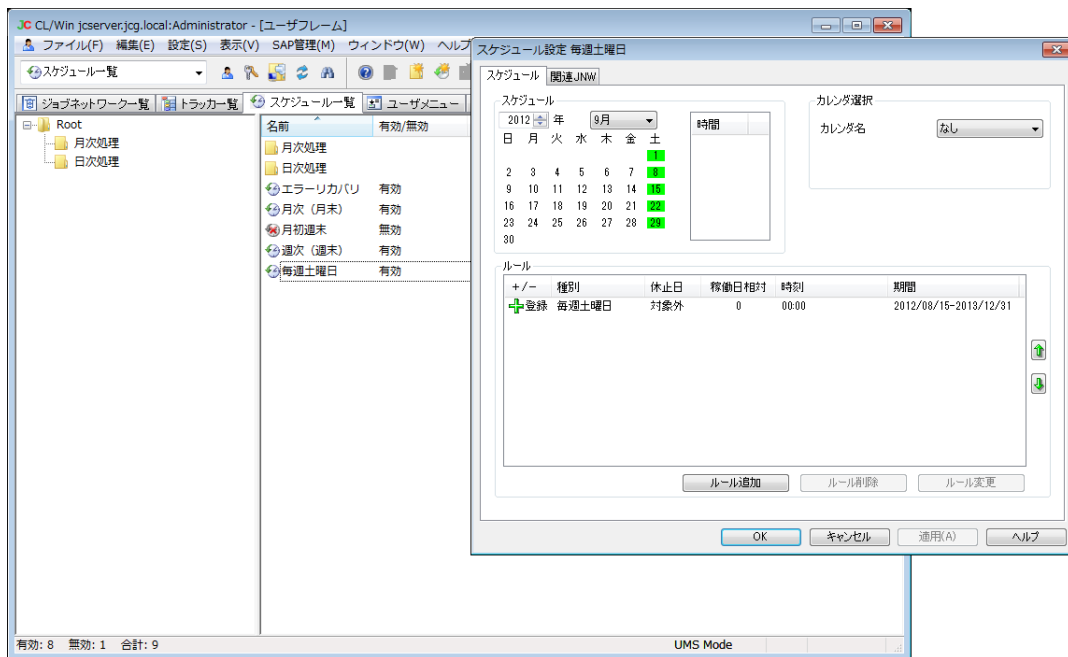 JC CL/Win jcserver.jcg.local:Administrator - [ユーザフレーム]
ファイル(F) 編集(E) 設定(S) 表示(V) SAP管理(M) ウィンドウ(W) ヘルプ
スケジュール一覧
ジョブネットワーク一覧 トラッカ一覧 スケジュール一覧 ユーザメニュー
Root
月次処理
日次処理
名前 有効/無効
月次処理
日次処理
エラーリカバリ 有効
月次（月末） 有効
月初週末 無効
週次（週末） 有効
毎週土曜日 有効
有効: 8 無効: 1 合計: 9
UMS Mode
スケジュール設定 毎週土曜日
スケジュール 関連JNW
スケジュール
2012 年 9月
日 月 火 水 木 金 土
1
2 3 4 5 6 7 8
9 10 11 12 13 14 15
16 17 18 19 20 21 22
23 24 25 26 27 28 29
30
時間
カレンダ選択
カレンダ名 なし
ルール
+/- 種別 休止日 稼働日相対 時刻 期間
登録 毎週土曜日 対象外 0 00:00 2012/08/15-2013/12/31
ルール追加 ルール削除 ルール変更
OK キャンセル 適用(A) ヘルプ